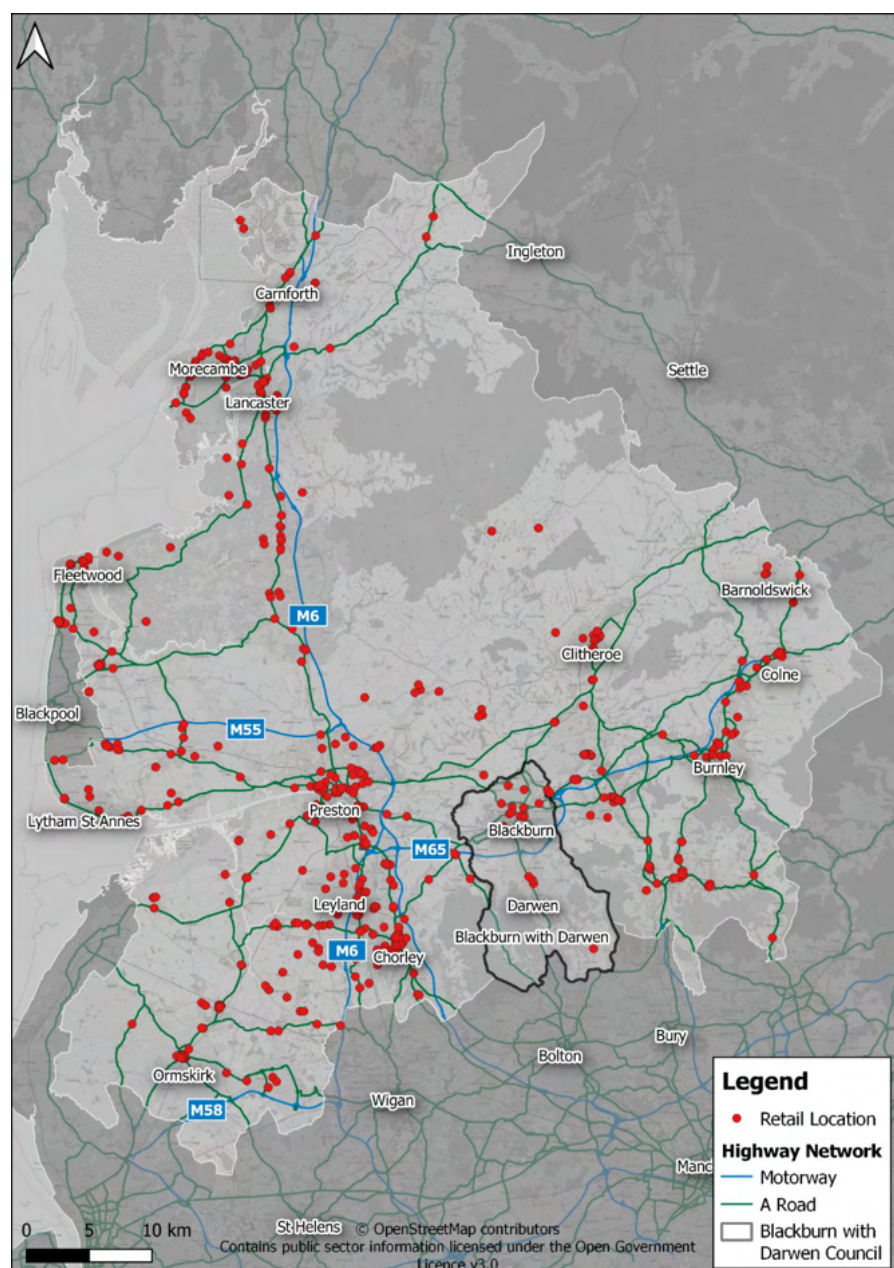 Ingleton
Carnforth
Settle
Morecambe
Lancaster
Fleetwood
Barnoldswick
M6
Clitheroe
Colne
Blackpool
M55
Burnley
Preston
Lytham St Annes
Blackburn
M65
Leyland
Darwen
Blackburn with Darwen
M6
Chorley
Bury
Bolton
Ormskirk
Wigan
M58
Manc
St Helens
Legend
Retail Location
Highway Network
Motorway
A Road
Blackburn with
Darwen Council
0 5 10 km
© OpenStreetMap contributors
Contains public sector information licensed under the Open Government
Licence v3.0